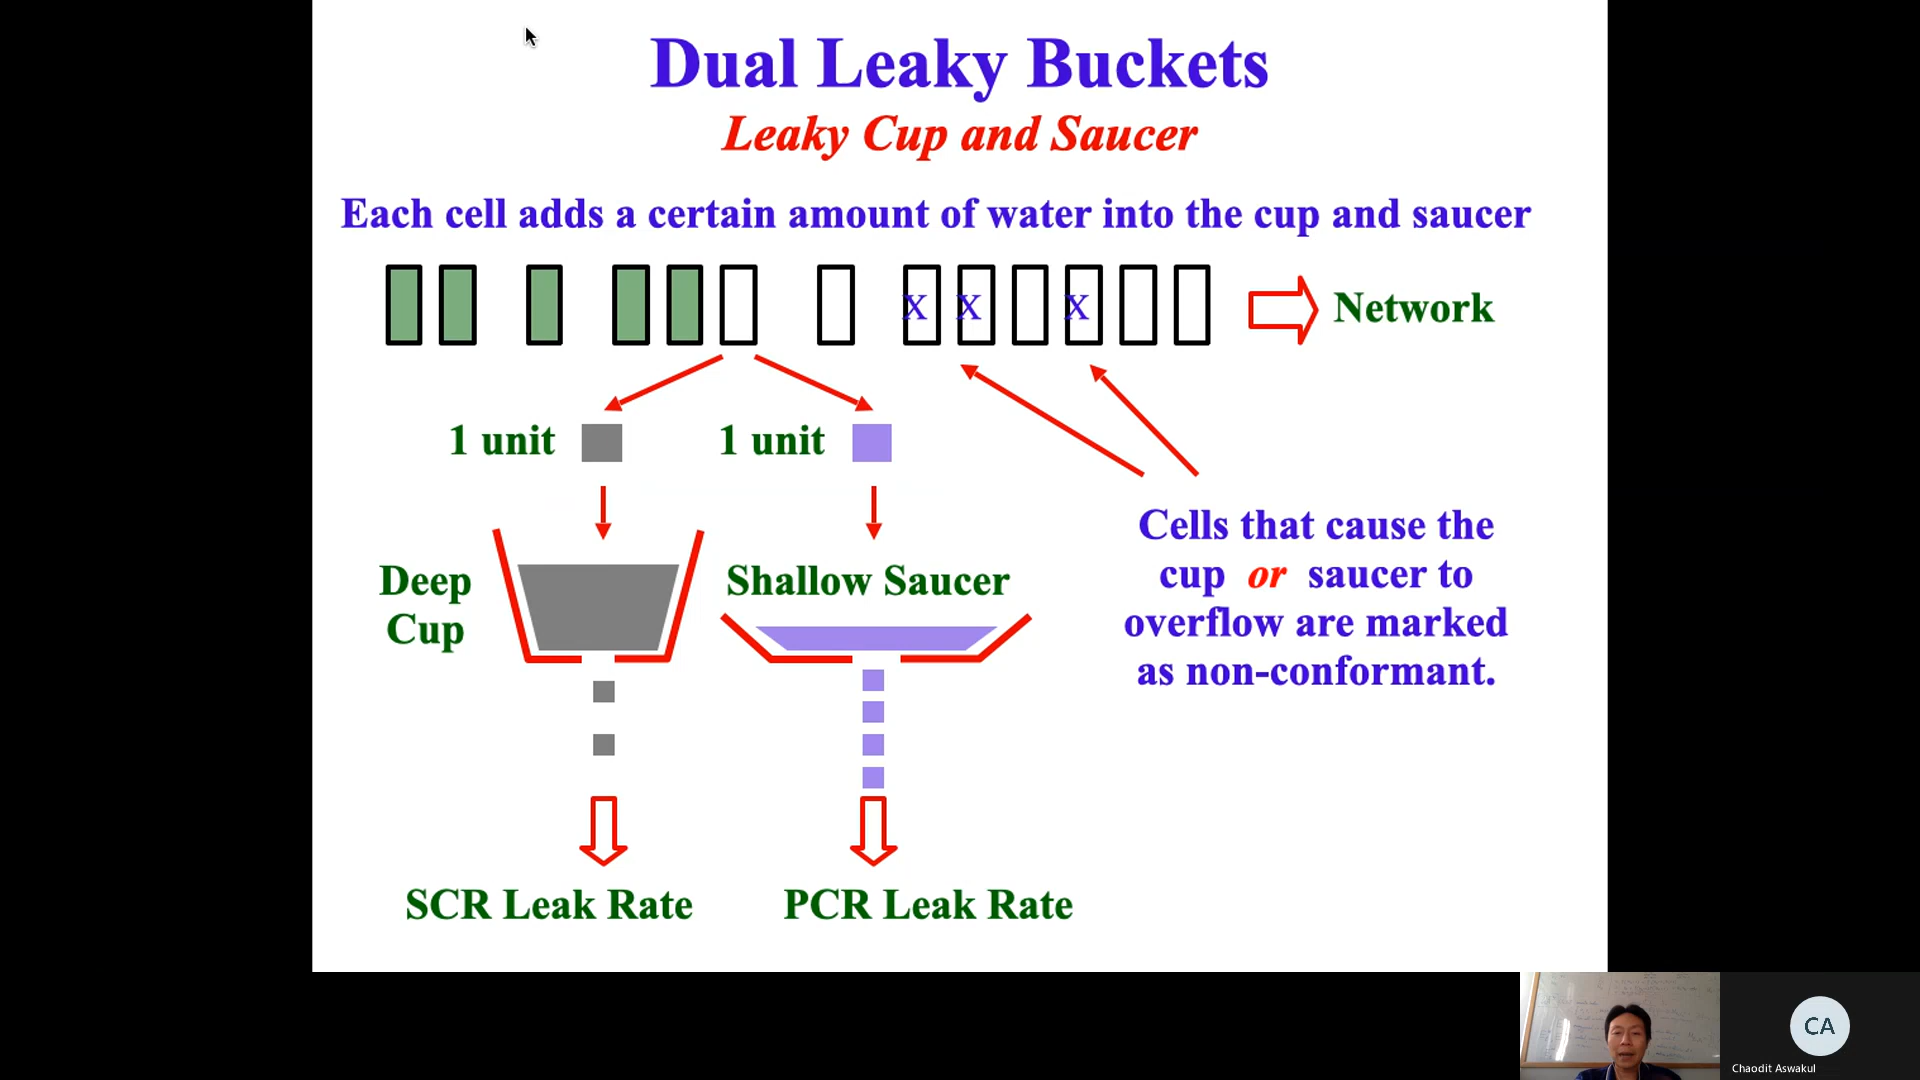 Dual Leaky Buckets
Leaky Cup and Saucer
Each cell adds a certain amount of water into the cup and saucer
X X X
Network
1 unit
1 unit
Deep
Cup
Shallow Saucer
Cells that cause the
cup or saucer to
overflow are marked
as non-conformant.
SCR Leak Rate
PCR Leak Rate
CA
Chaodit Aswakul